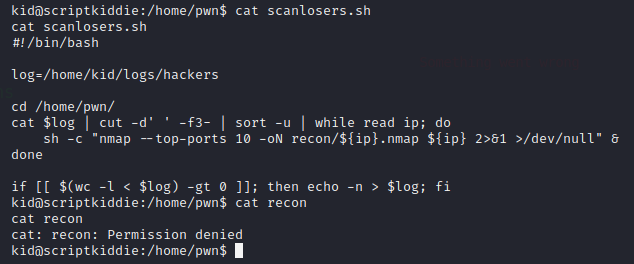 kid@scriptkiddie:/home/pwn$ cat scanlosers.sh
cat scanlosers.sh
#!/bin/bash
log=/home/kid/logs/hackers
cd /home/pwn/
cat $log | cut -d' ' -f3- | sort -u | while read ip; do
    sh -c "nmap --top-ports 10 -oN recon/${ip}.nmap ${ip} 2>&1 >/dev/null" &
done
if [[ $(wc -l < $log) -gt 0 ]]; then echo -n > $log; fi
kid@scriptkiddie:/home/pwn$ cat recon
cat recon
cat: recon: Permission denied
kid@scriptkiddie:/home/pwn$